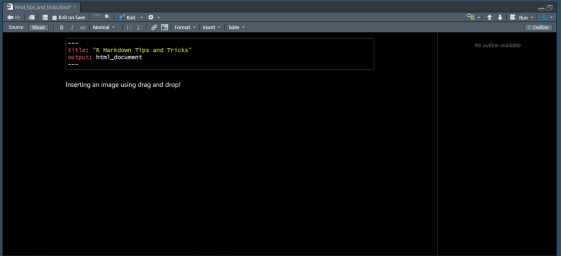 Rmd_tips_and_tricks.Rmd*
Knit on Save
Knit
Run
Source Visual B I Normal Format Insert Table Outline
---
title: "R Markdown Tips and Tricks"
output: html_document
---
No outline available
Inserting an image using drag and drop!